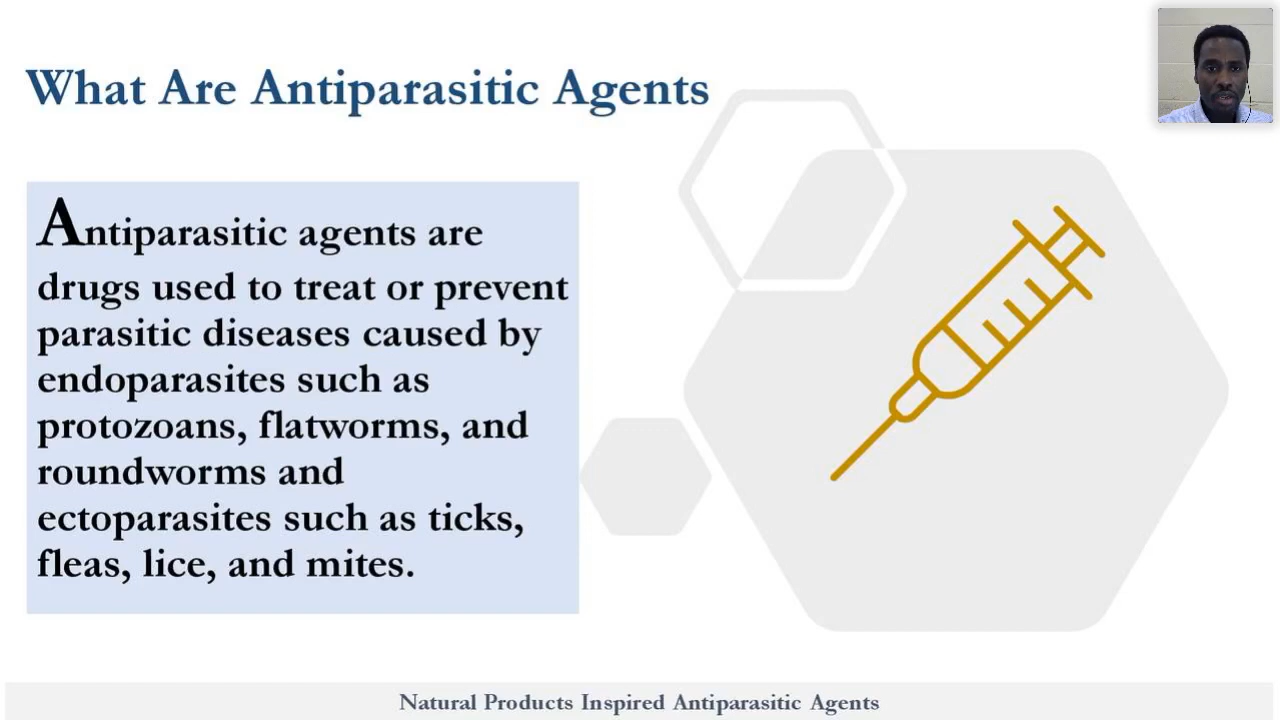 What Are Antiparasitic Agents
Antiparasitic agents are
drugs used to treat or prevent
parasitic diseases caused by
endoparasites such as
protozoans, flatworms, and
roundworms and
ectoparasites such as ticks,
fleas, lice, and mites.
Natural Products Inspired Antiparasitic Agents